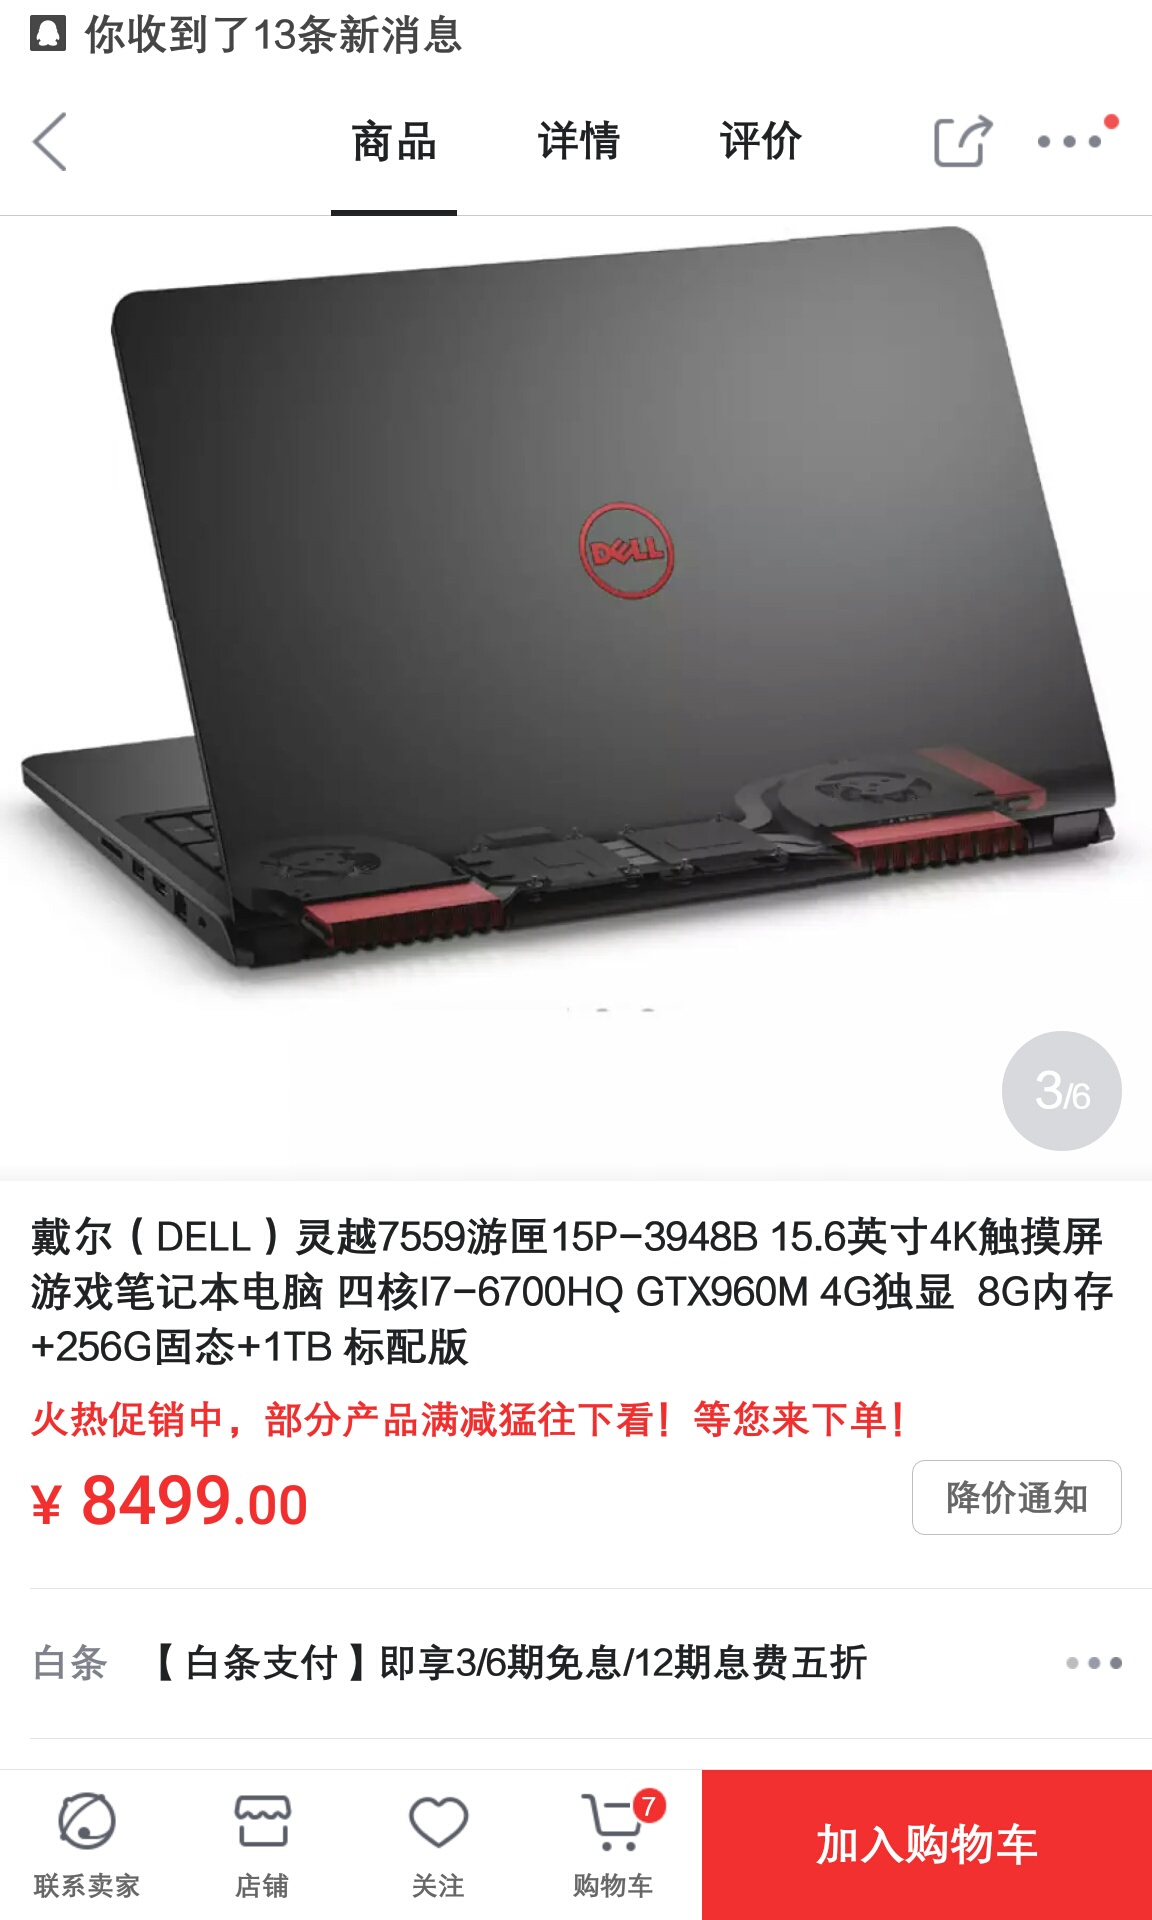 你收到了13条新消息
商品 详情 评价
DELL
3/6
戴尔（DELL）灵越7559游匣15P-3948B 15.6英寸4K触摸屏
游戏笔记本电脑 四核I7-6700HQ GTX960M 4G独显 8G内存
+256G固态+1TB 标配版
火热促销中，部分产品满减猛往下看！等您来下单！
¥ 8499.00 降价通知
白条 【白条支付】即享3/6期免息/12期息费五折
7
联系卖家 店铺 关注 购物车 加入购物车